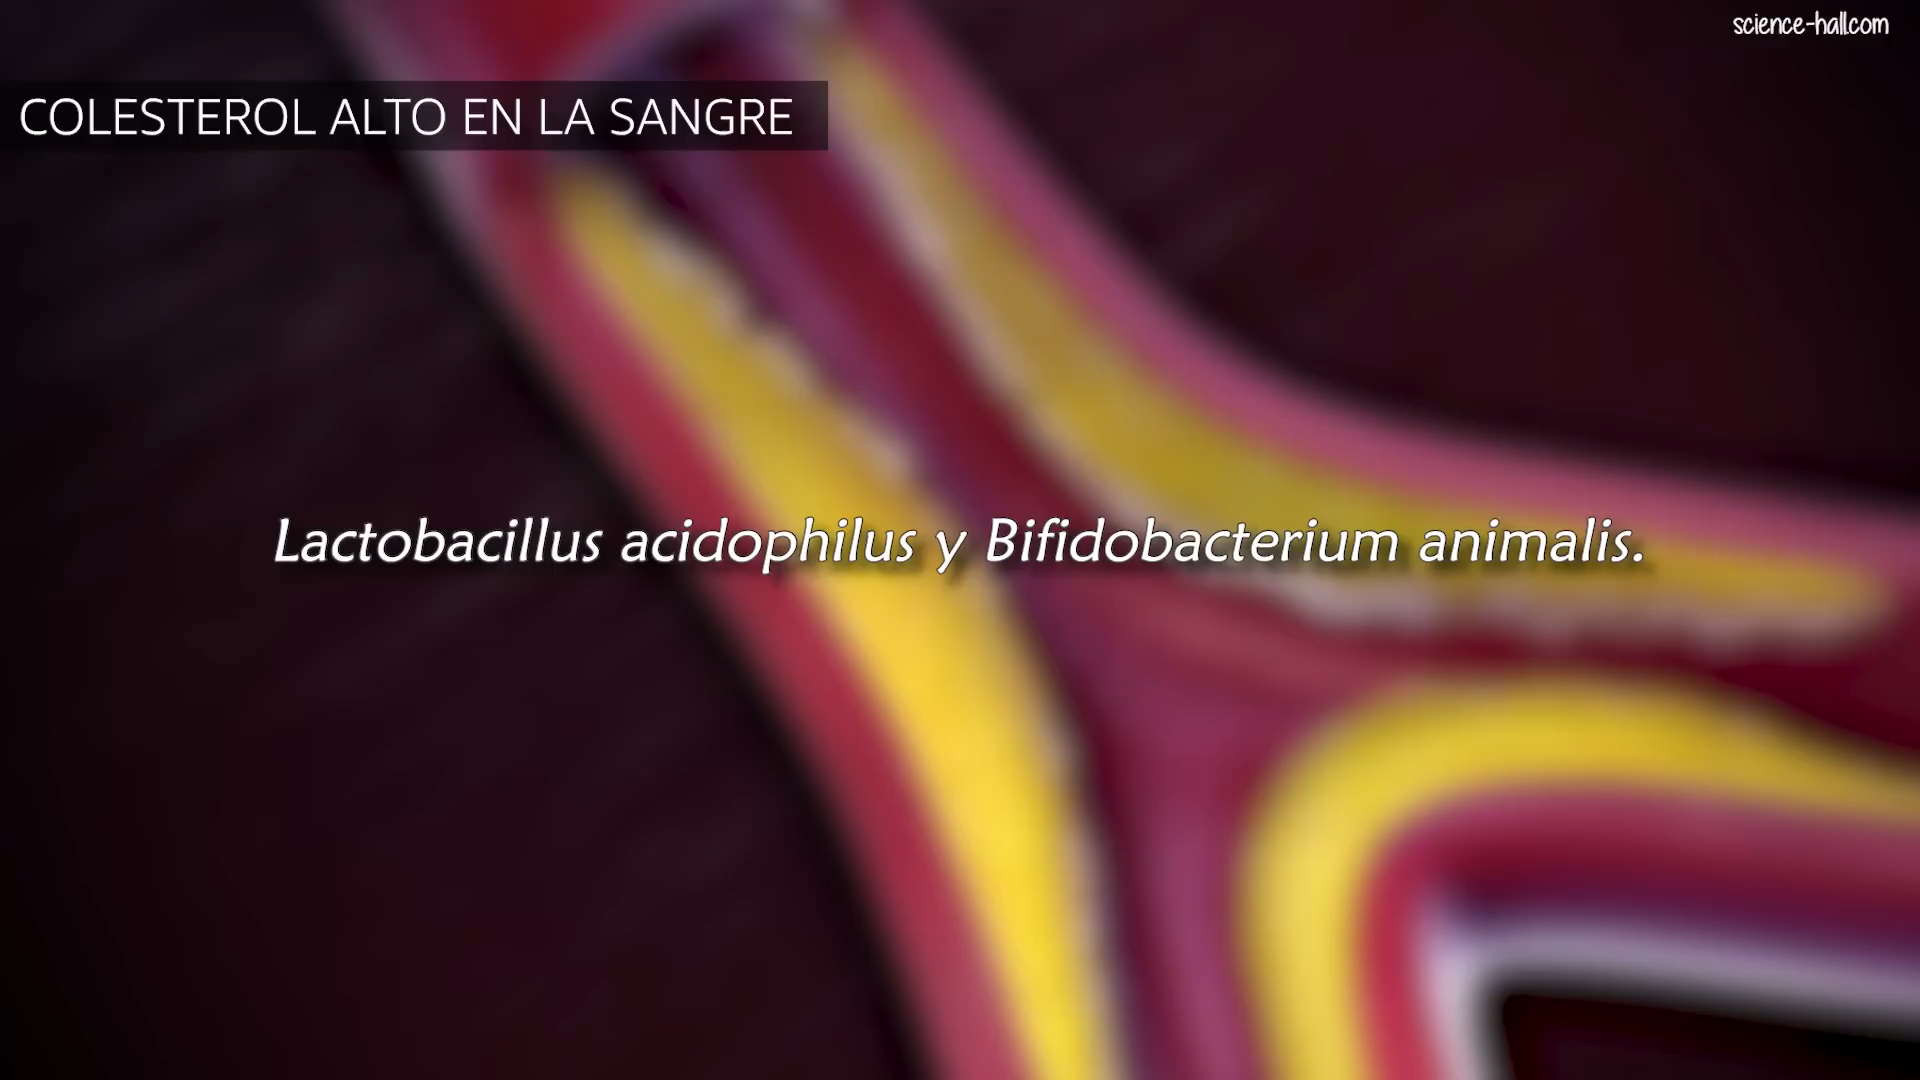 science-hall.com
COLESTEROL ALTO EN LA SANGRE
Lactobacillus acidophilus y Bifidobacterium animalis.